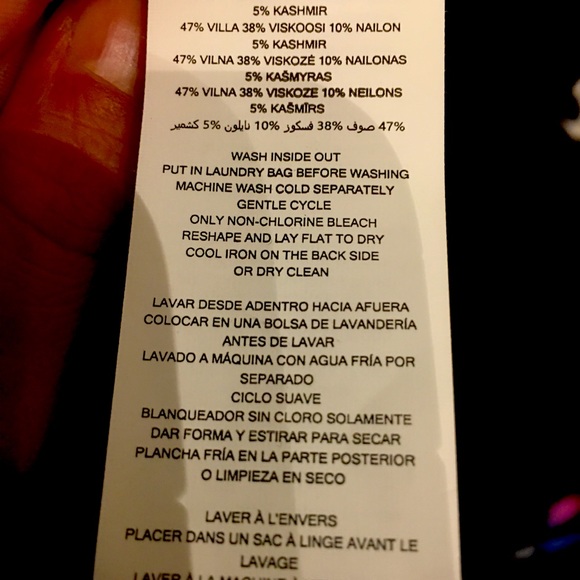 5% KASHMIR
47% VILLA 38% VISKOOSI 10% NAILON
5% KASHMIR
47% VILNA 38% VISKOZĖ 10% NAILONAS
5% KAŠMYRAS
47% VILNA 38% VISKOZE 10% NEILONS
5% KAŠMĪRS
47% صوف 38% فسكوز 10% نايلون 5% كشمير
WASH INSIDE OUT
PUT IN LAUNDRY BAG BEFORE WASHING
MACHINE WASH COLD SEPARATELY
GENTLE CYCLE
ONLY NON-CHLORINE BLEACH
RESHAPE AND LAY FLAT TO DRY
COOL IRON ON THE BACK SIDE
OR DRY CLEAN
LAVAR DESDE ADENTRO HACIA AFUERA
COLOCAR EN UNA BOLSA DE LAVANDERÍA
ANTES DE LAVAR
LAVADO A MÁQUINA CON AGUA FRÍA POR
SEPARADO
CICLO SUAVE
BLANQUEADOR SIN CLORO SOLAMENTE
DAR FORMA Y ESTIRAR PARA SECAR
PLANCHA FRÍA EN LA PARTE POSTERIOR
O LIMPIEZA EN SECO
LAVER À L'ENVERS
PLACER DANS UN SAC À LINGE AVANT LE
LAVAGE
LAVER À LA MACHINE À